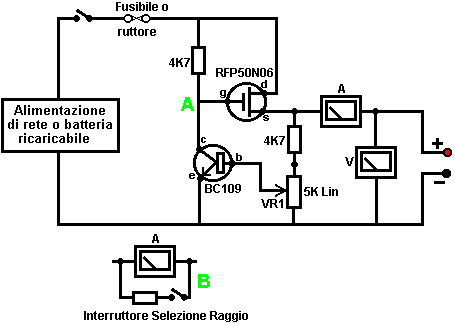 Fusibile o
ruttore
4K7
RFP50N06
d
g
s
A
A
Alimentazione
di rete o batteria
ricaricabile
4K7
c
b
e
BC109
VR1
5K Lin
V
+
−
A
B
Interruttore Selezione Raggio